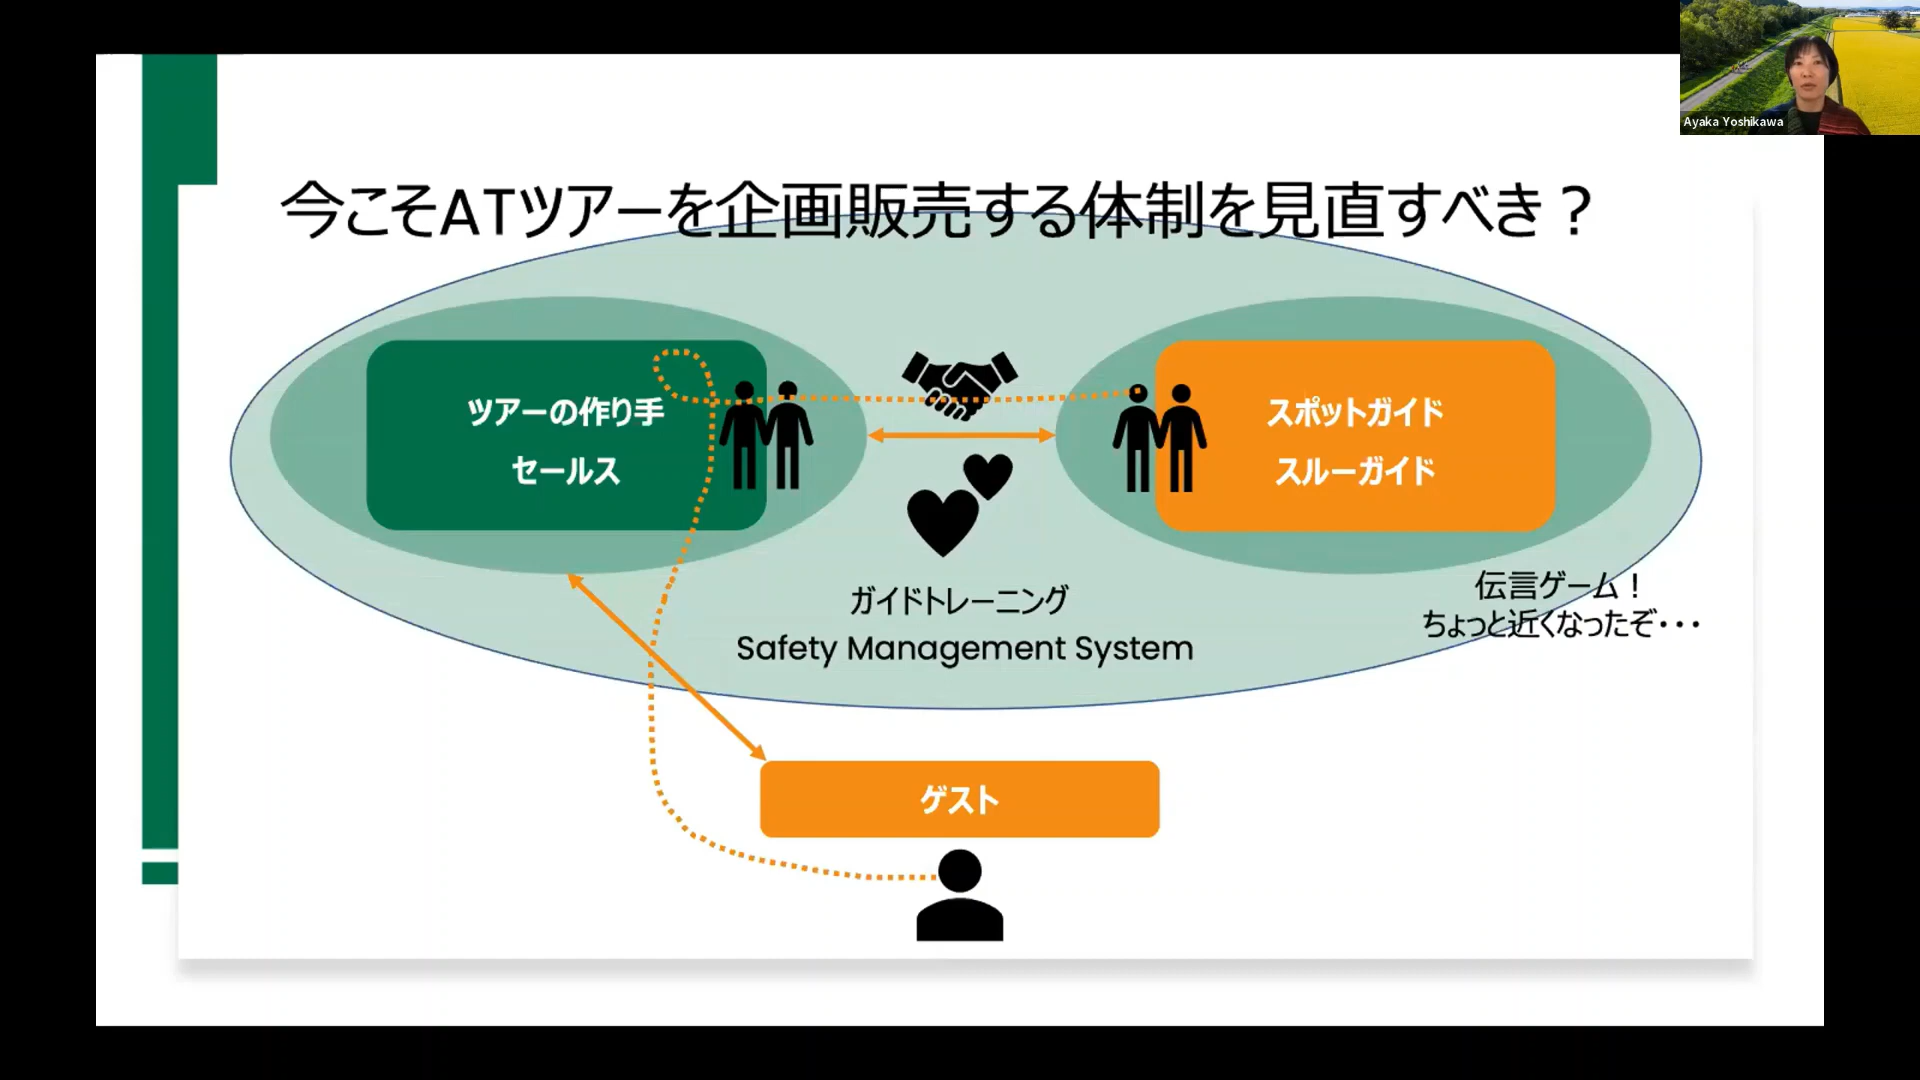 Ayaka Yoshikawa
今こそATツアーを企画販売する体制を見直すべき？
ツアーの作り手
セールス
スポットガイド
スルーガイド
ガイドトレーニング
Safety Management System
伝言ゲーム！
ちょっと近くなったぞ･･･
ゲスト